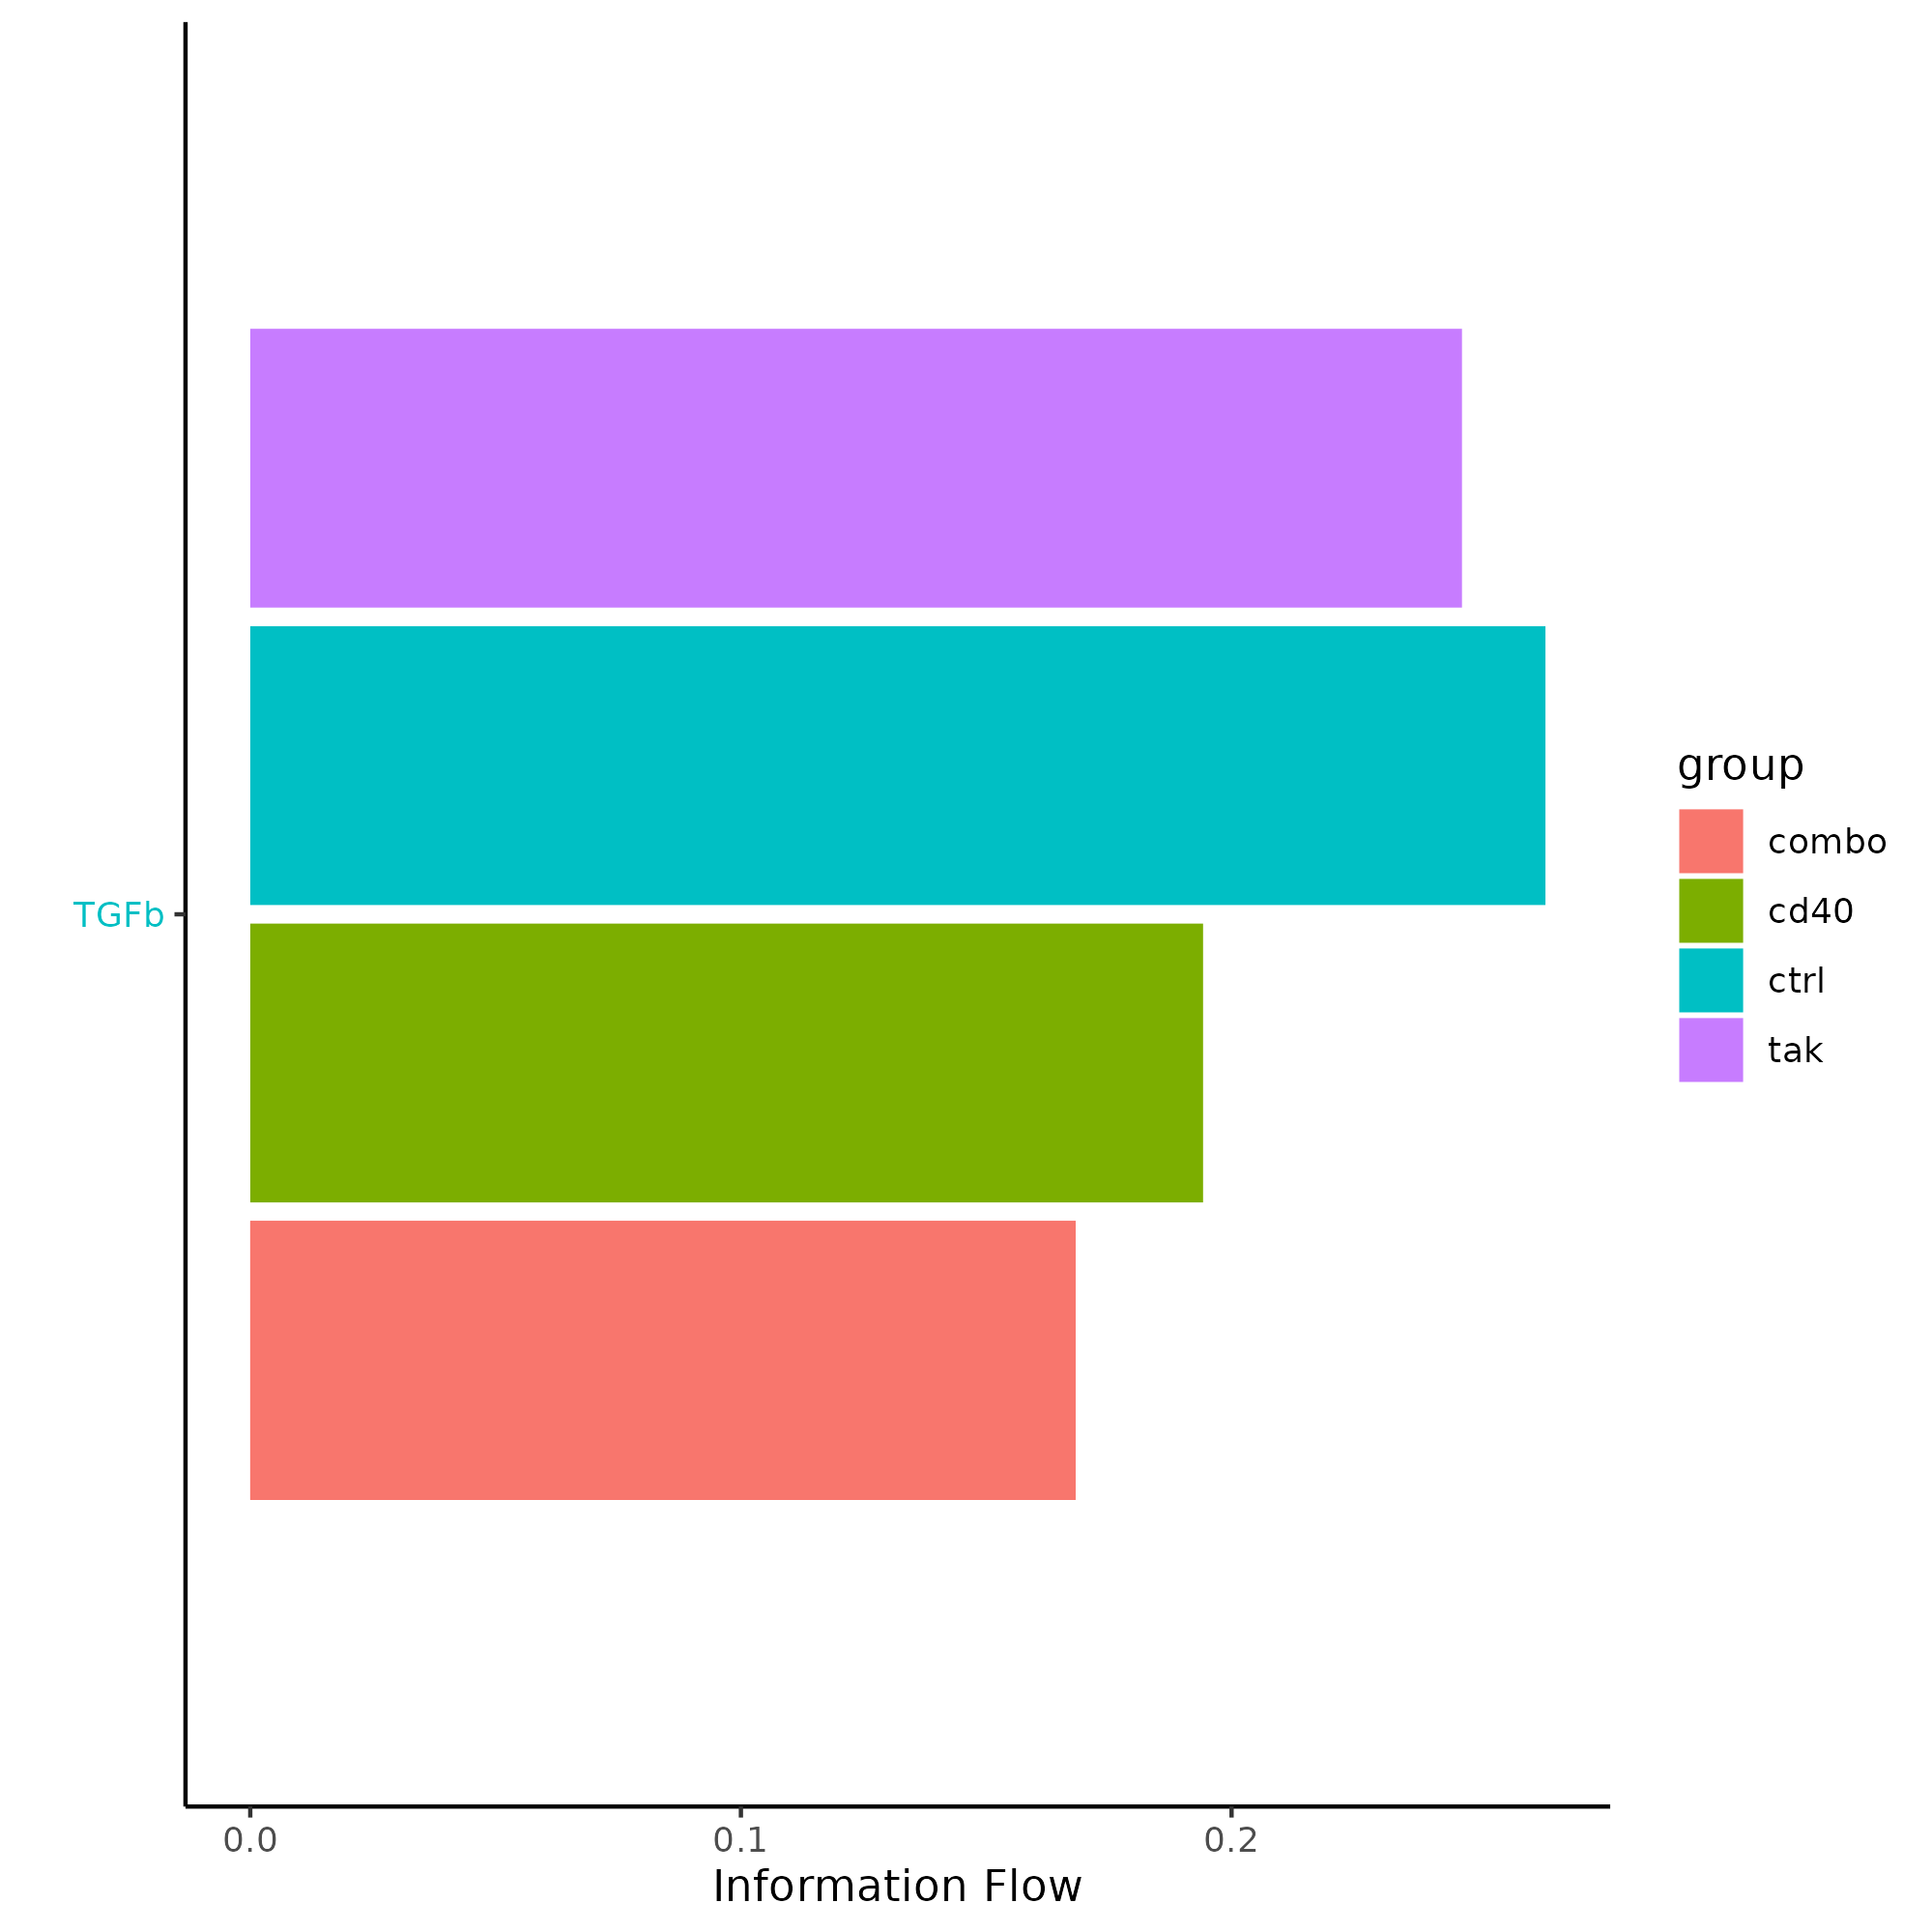 TGFb
0.0 0.1 0.2
Information Flow
group
combo
cd40
ctrl
tak